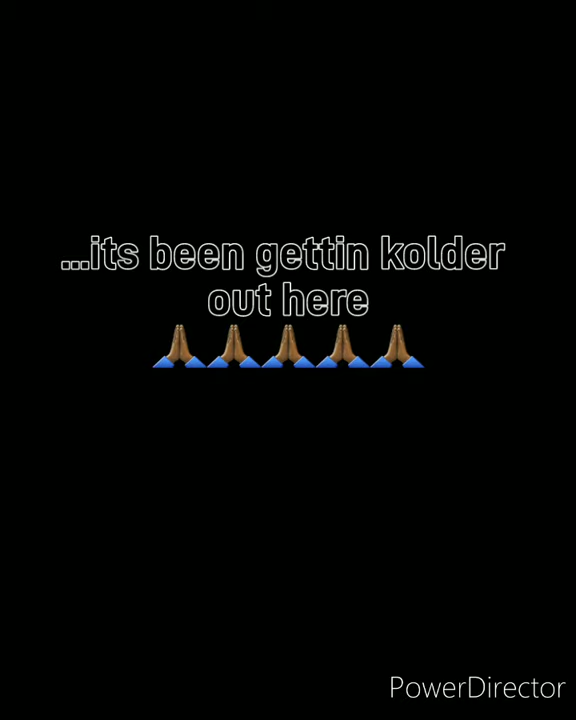 ...its been gettin kolder
out here
🙏🏾🙏🏾🙏🏾🙏🏾🙏🏾
PowerDirector